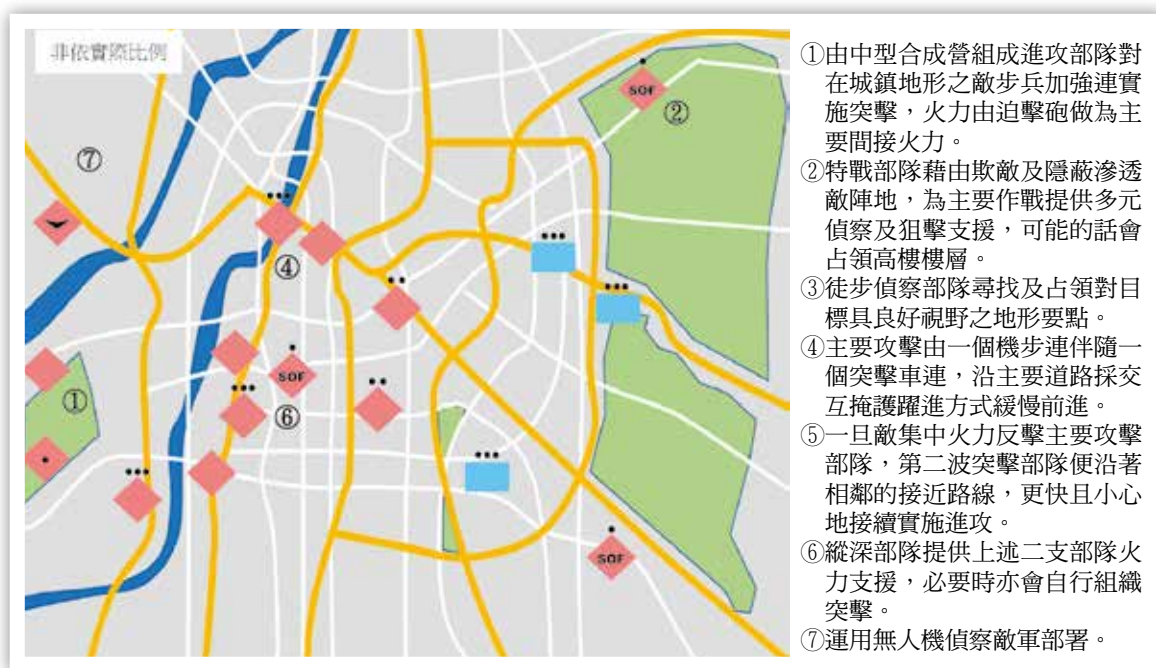 非依實際比例
⑦
SOF
②
④
①
SOF
⑥
SOF
①由中型合成營組成進攻部隊對
在城鎮地形之敵步兵加強連實
施突擊，火力由迫擊砲做為主
要間接火力。
②特戰部隊藉由欺敵及隱蔽滲透
敵陣地，為主要作戰提供多元
偵察及狙擊支援，可能的話會
占領高樓樓層。
③徒步偵察部隊尋找及占領對目
標具良好視野之地形要點。
④主要攻擊由一個機步連伴隨一
個突擊車連，沿主要道路採交
互掩護躍進方式緩慢前進。
⑤一旦敵集中火力反擊主要攻擊
部隊，第二波突擊部隊便沿著
相鄰的接近路線，更快且小心
地接續實施進攻。
⑥縱深部隊提供上述二支部隊火
力支援，必要時亦會自行組織
突擊。
⑦運用無人機偵察敵軍部署。